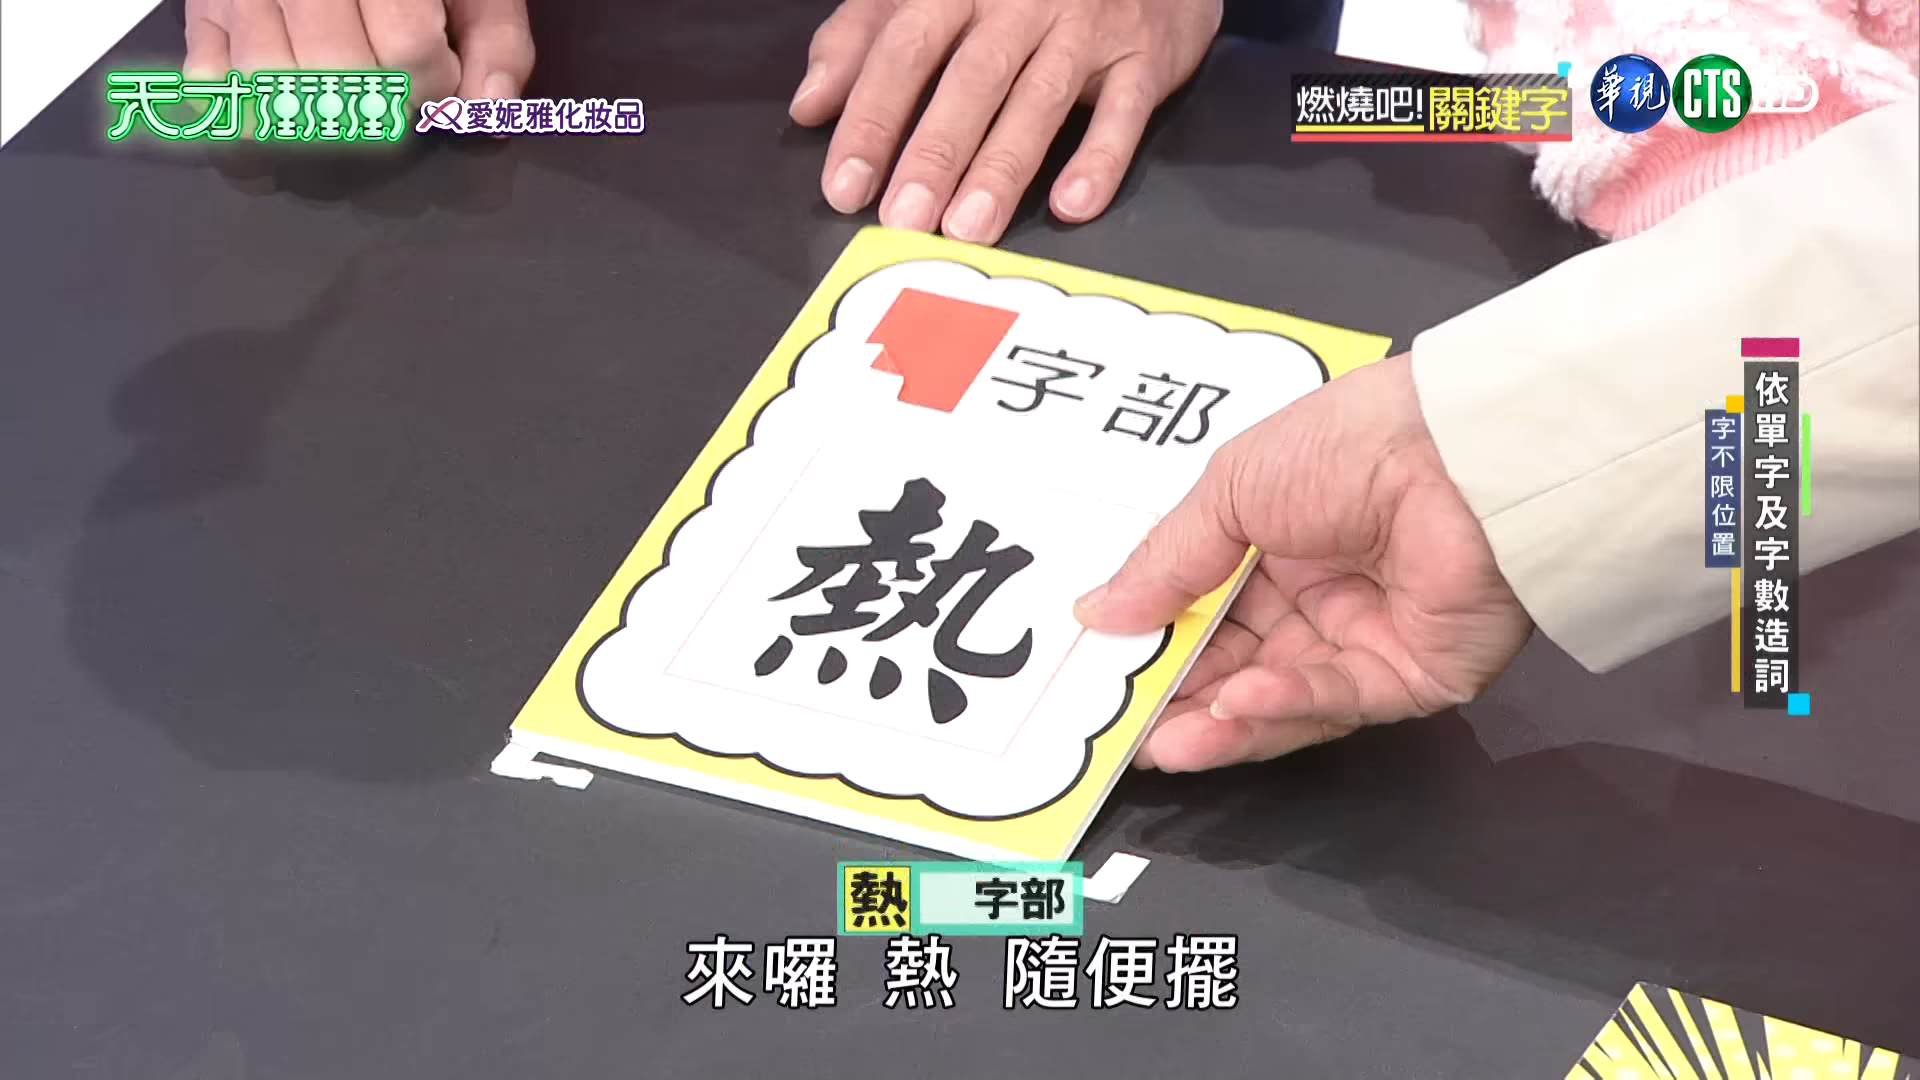 天才衝衝衝
愛妮雅化妝品
燃燒吧!關鍵字
華視
CTS
HD
字部
熱
依單字及字數造詞
字不限位置
熱 字部
來囉 熱 隨便擺